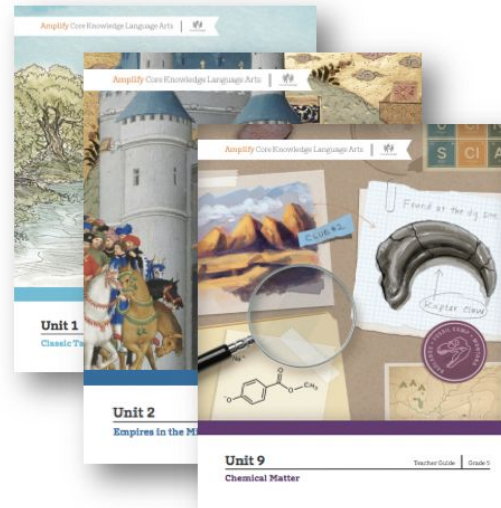 Amplify Core Knowledge Language Arts
Amplify Core Knowledge Language Arts
Amplify Core Knowledge Language Arts
U CI
S CI A
Found at the dig site
CLUE #2
Raptor Claw
CH₃
O
O
O
Unit 1
Classic
Unit 2
Empires in the
Unit 9
Teacher Guide Grade 5
Chemical Matter